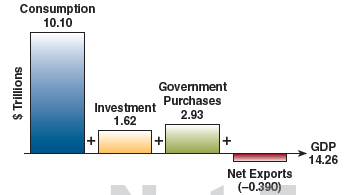 Consumption
10.10
$ Trillions
Investment
1.62
Government
Purchases
2.93
+
+
+
Net Exports
(–0.390)
GDP
14.26